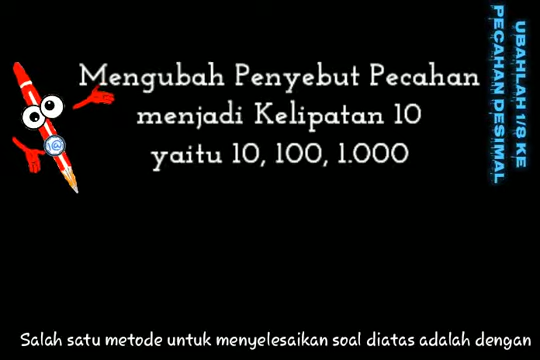 Mengubah Penyebut Pecahan
menjadi Kelipatan 10
yaitu 10, 100, 1.000
UBAHLAH 1/8 KE
PECAHAN DESIMAL
Salah satu metode untuk menyelesaikan soal diatas adalah dengan